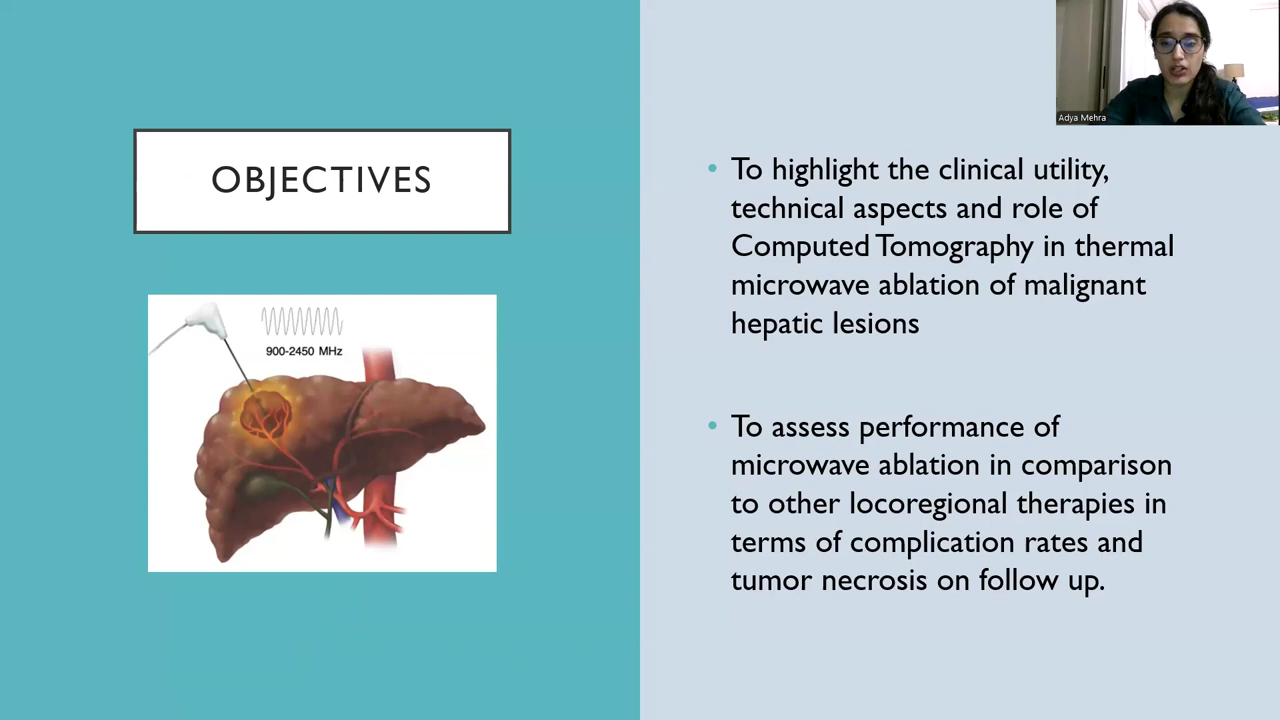 Adya Mehra
OBJECTIVES
900-2450 MHz
• To highlight the clinical utility,
technical aspects and role of
Computed Tomography in thermal
microwave ablation of malignant
hepatic lesions
• To assess performance of
microwave ablation in comparison
to other locoregional therapies in
terms of complication rates and
tumor necrosis on follow up.